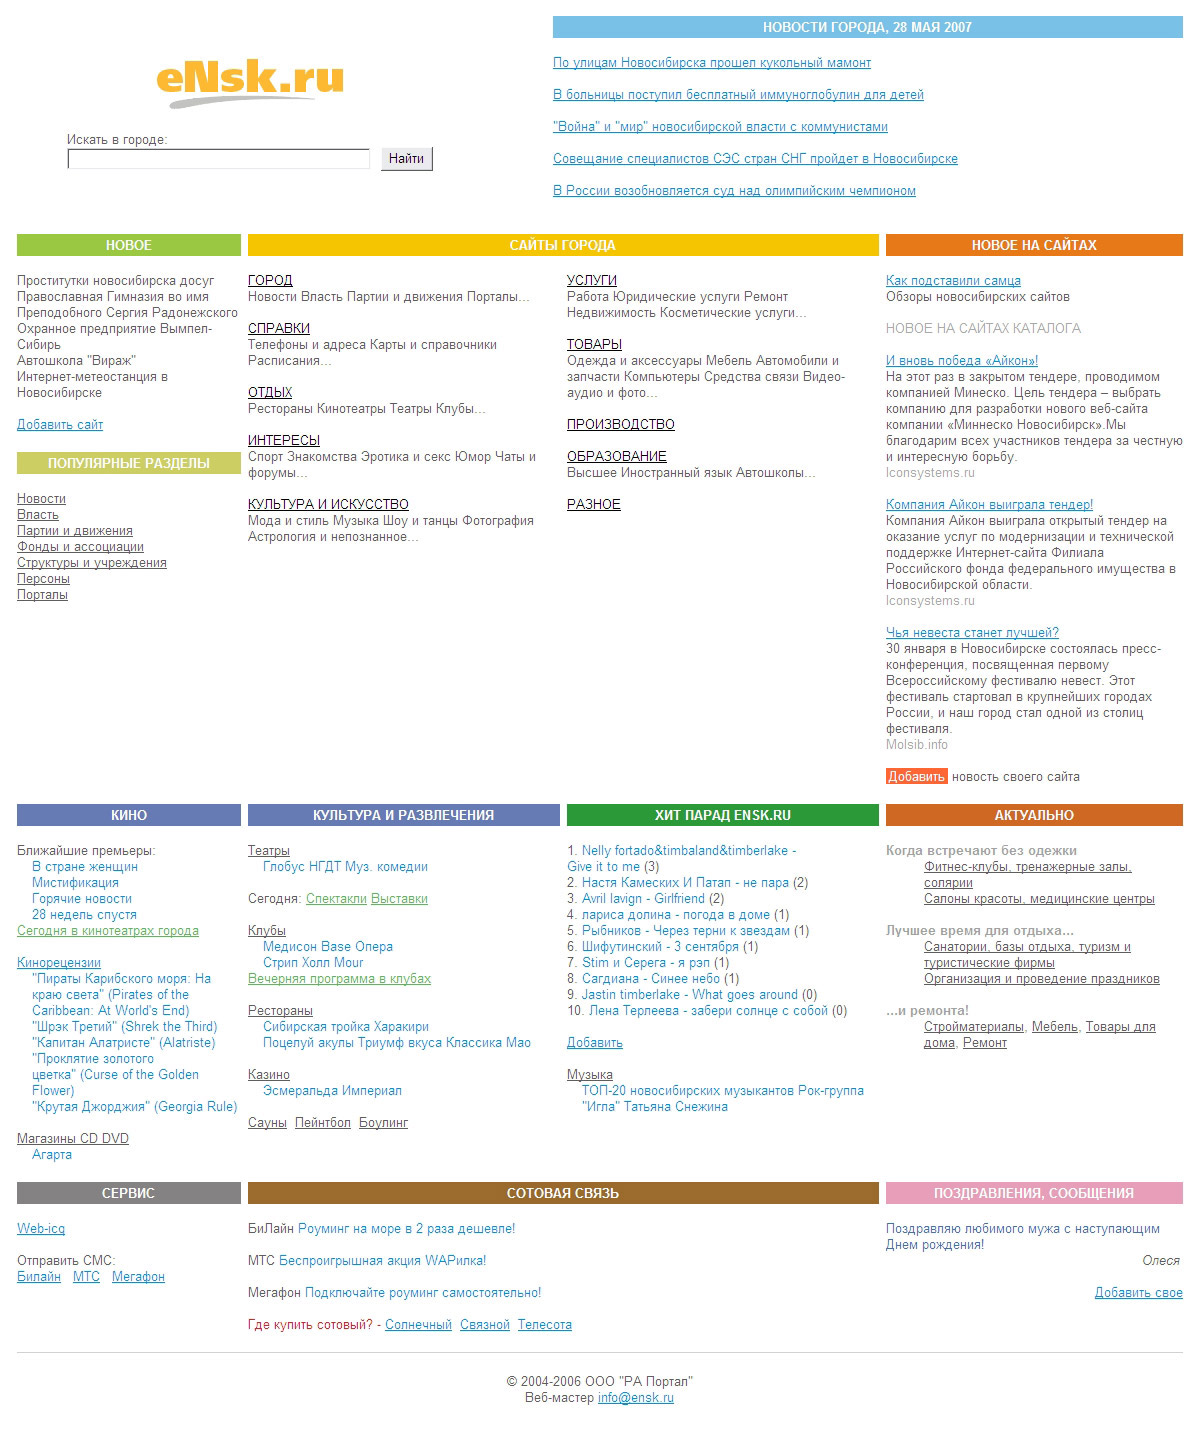 eNsk.ru
Искать в городе:
Найти
НОВОСТИ ГОРОДА, 28 МАЯ 2007
По улицам Новосибирска прошел кукольный мамонт
В больницы поступил бесплатный иммуноглобулин для детей
"Война" и "мир" новосибирской власти с коммунистами
Совещание специалистов СЭС стран СНГ пройдет в Новосибирске
В России возобновляется суд над олимпийским чемпионом
НОВОЕ
Проститутки новосибирска досуг
Православная Гимназия во имя
Преподобного Сергия Радонежского
Охранное предприятие Вымпел-
Сибирь
Автошкола "Вираж"
Интернет-метеостанция в
Новосибирске
Добавить сайт
ПОПУЛЯРНЫЕ РАЗДЕЛЫ
Новости
Власть
Партии и движения
Фонды и ассоциации
Структуры и учреждения
Персоны
Порталы
САЙТЫ ГОРОДА
ГОРОД
Новости Власть Партии и движения Порталы...
СПРАВКИ
Телефоны и адреса Карты и справочники
Расписания...
ОТДЫХ
Рестораны Кинотеатры Театры Клубы...
ИНТЕРЕСЫ
Спорт Знакомства Эротика и секс Юмор Чаты и
форумы...
КУЛЬТУРА И ИСКУССТВО
Мода и стиль Музыка Шоу и танцы Фотография
Астрология и непознанное...
УСЛУГИ
Работа Юридические услуги Ремонт
Недвижимость Косметические услуги...
ТОВАРЫ
Одежда и аксессуары Мебель Автомобили и
запчасти Компьютеры Средства связи Видео-
аудио и фото...
ПРОИЗВОДСТВО
ОБРАЗОВАНИЕ
Высшее Иностранный язык Автошколы...
РАЗНОЕ
НОВОЕ НА САЙТАХ
Как подставили самца
Обзоры новосибирских сайтов
НОВОЕ НА САЙТАХ КАТАЛОГА
И вновь победа «Айкон»!
На этот раз в закрытом тендере, проводимом
компанией Минеско. Цель тендера – выбрать
компанию для разработки нового веб-сайта
компании «Миннеско Новосибирск».Мы
благодарим всех участников тендера за честную
и интересную борьбу.
Iconsystems.ru
Компания Айкон выиграла тендер!
Компания Айкон выиграла открытый тендер на
оказание услуг по модернизации и технической
поддержке Интернет-сайта Филиала
Российского фонда федерального имущества в
Новосибирской области.
Iconsystems.ru
Чья невеста станет лучшей?
30 января в Новосибирске состоялась пресс-
конференция, посвященная первому
Всероссийскому фестивалю невест. Этот
фестиваль стартовал в крупнейших городах
России, и наш город стал одной из столиц
фестиваля.
Molsib.info
Добавить новость своего сайта
КИНО
Ближайшие премьеры:
В стране женщин
Мистификация
Горячие новости
28 недель спустя
Сегодня в кинотеатрах города
Кинорецензии
"Пираты Карибского моря: На
краю света" (Pirates of the
Caribbean: At World's End)
"Шрэк Третий" (Shrek the Third)
"Капитан Алатристе" (Alatriste)
"Проклятие золотого
цветка" (Curse of the Golden
Flower)
"Крутая Джорджия" (Georgia Rule)
Магазины CD DVD
Агарта
КУЛЬТУРА И РАЗВЛЕЧЕНИЯ
Театры
Глобус НГДТ Муз. комедии
Сегодня: Спектакли Выставки
Клубы
Медисон Base Опера
Стрип Холл Mour
Вечерняя программа в клубах
Рестораны
Сибирская тройка Харакири
Поцелуй акулы Триумф вкуса Классика Мао
Казино
Эсмеральда Империал
Сауны Пейнтбол Боулинг
ХИТ ПАРАД ENSK.RU
1. Nelly fortado&timbaland&timberlake -
Give it to me (3)
2. Настя Камеских И Патап - не пара (2)
3. Avril lavign - Girlfriend (2)
4. лариса долина - погода в доме (1)
5. Рыбников - Через терни к звездам (1)
6. Шифутинский - 3 сентября (1)
7. Stim и Серега - я рэп (1)
8. Сагдиана - Синее небо (1)
9. Jastin timberlake - What goes around (0)
10. Лена Терлеева - забери солнце с собой (0)
Добавить
Музыка
ТОП-20 новосибирских музыкантов Рок-группа
"Игла" Татьяна Снежина
АКТУАЛЬНО
Когда встречают без одежки
Фитнес-клубы, тренажерные залы,
солярии
Салоны красоты, медицинские центры
Лучшее время для отдыха...
Санатории, базы отдыха, туризм и
туристические фирмы
Организация и проведение праздников
...и ремонта!
Стройматериалы, Мебель, Товары для
дома, Ремонт
СЕРВИС
Web-icq
Отправить СМС:
Билайн МТС Мегафон
СОТОВАЯ СВЯЗЬ
БиЛайн Роуминг на море в 2 раза дешевле!
МТС Беспроигрышная акция WAPилка!
Мегафон Подключайте роуминг самостоятельно!
Где купить сотовый? - Солнечный Связной Телесота
ПОЗДРАВЛЕНИЯ, СООБЩЕНИЯ
Поздравляю любимого мужа с наступающим
Днем рождения!
Олеся
Добавить свое
© 2004-2006 ООО "РА Портал"
Веб-мастер info@ensk.ru